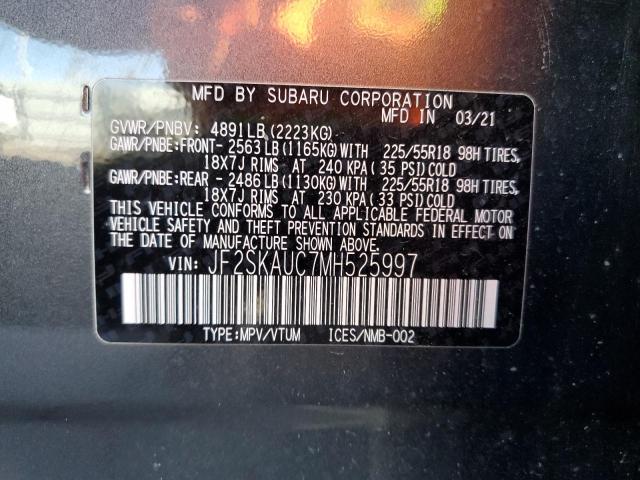 MFD BY SUBARU CORPORATION
MFD IN 03/21
GVWR/PNBV: 4891LB(2223KG)
GAWR/PNBE:FRONT- 2563LB(1165KG)WITH 225/55R18 98H TIRES,
18X7J RIMS AT 240 KPA(35 PSI)COLD
GAWR/PNBE:REAR - 2486LB(1130KG)WITH 225/55R18 98H TIRES,
18X7J RIMS AT 230 KPA(33 PSI)COLD
THIS VEHICLE CONFORMS TO ALL APPLICABLE FEDERAL MOTOR
VEHICLE SAFETY AND THEFT PREVENTION STANDARDS IN EFFECT ON
THE DATE OF MANUFACTURE SHOWN ABOVE.
VIN: JF2SKAUC7MH525997
TYPE:MPV/VTUM ICES/NMB-002